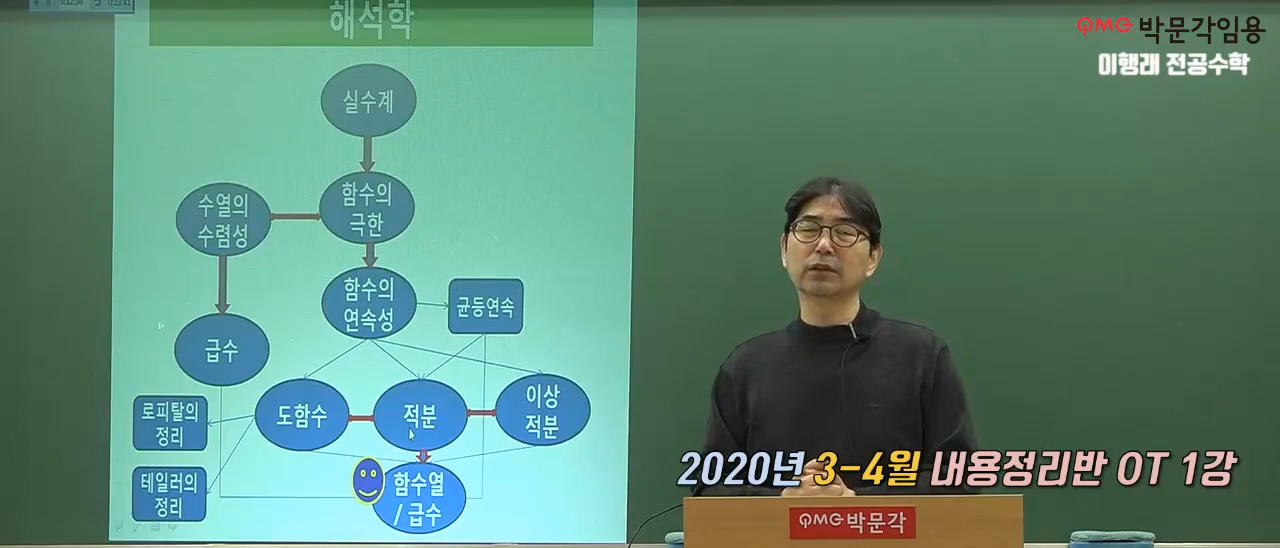 해석학
PMG 박문각임용
이행래 전공수학
실수계
수열의
수렴성
함수의
극한
함수의
연속성
균등연속
급수
로피탈의
정리
도함수
적분
이상
적분
테일러의
정리
함수열
/ 급수
2020년 3-4월 내용정리반 OT 1강
PMG 박문각